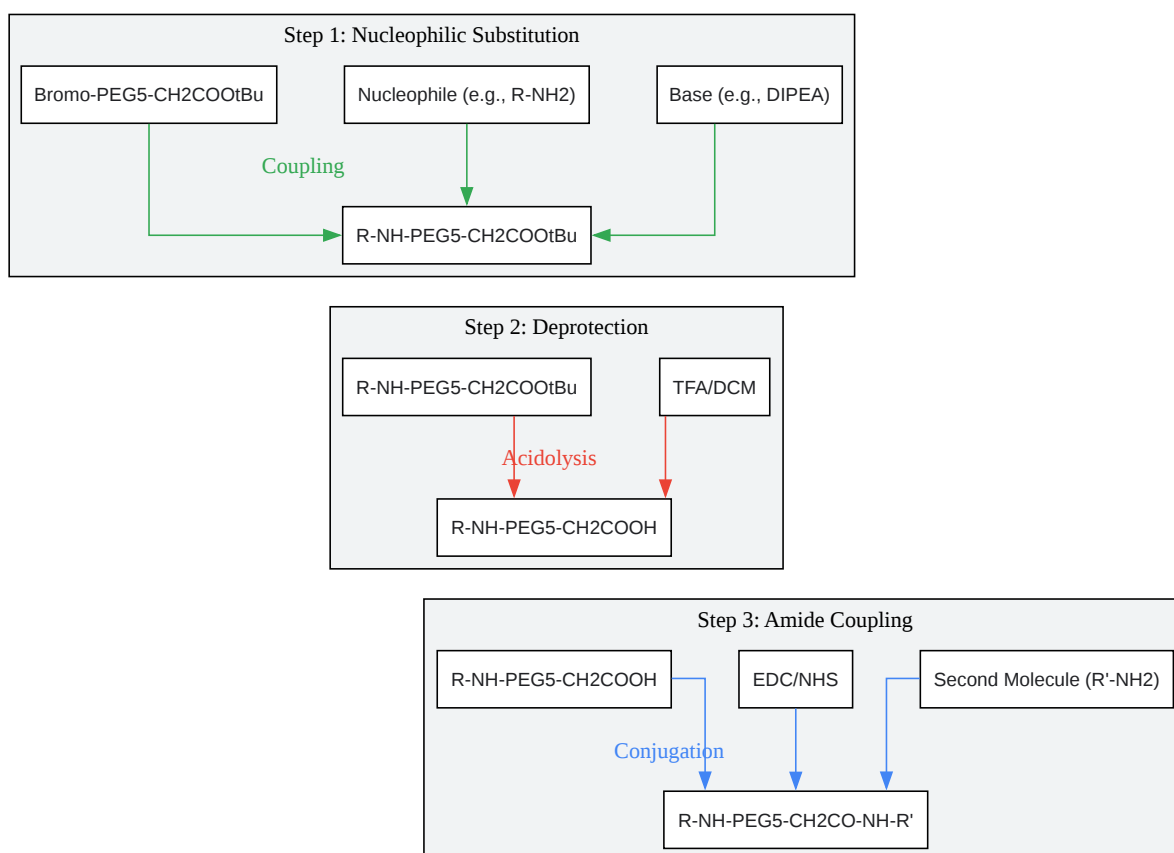 Step 1: Nucleophilic Substitution
Bromo-PEG5-CH2COOtBu
Nucleophile (e.g., R-NH2)
Base (e.g., DIPEA)
Coupling
R-NH-PEG5-CH2COOtBu
Step 2: Deprotection
R-NH-PEG5-CH2COOtBu
TFA/DCM
Acidolysis
R-NH-PEG5-CH2COOH
Step 3: Amide Coupling
R-NH-PEG5-CH2COOH
EDC/NHS
Second Molecule (R'-NH2)
Conjugation
R-NH-PEG5-CH2CO-NH-R'